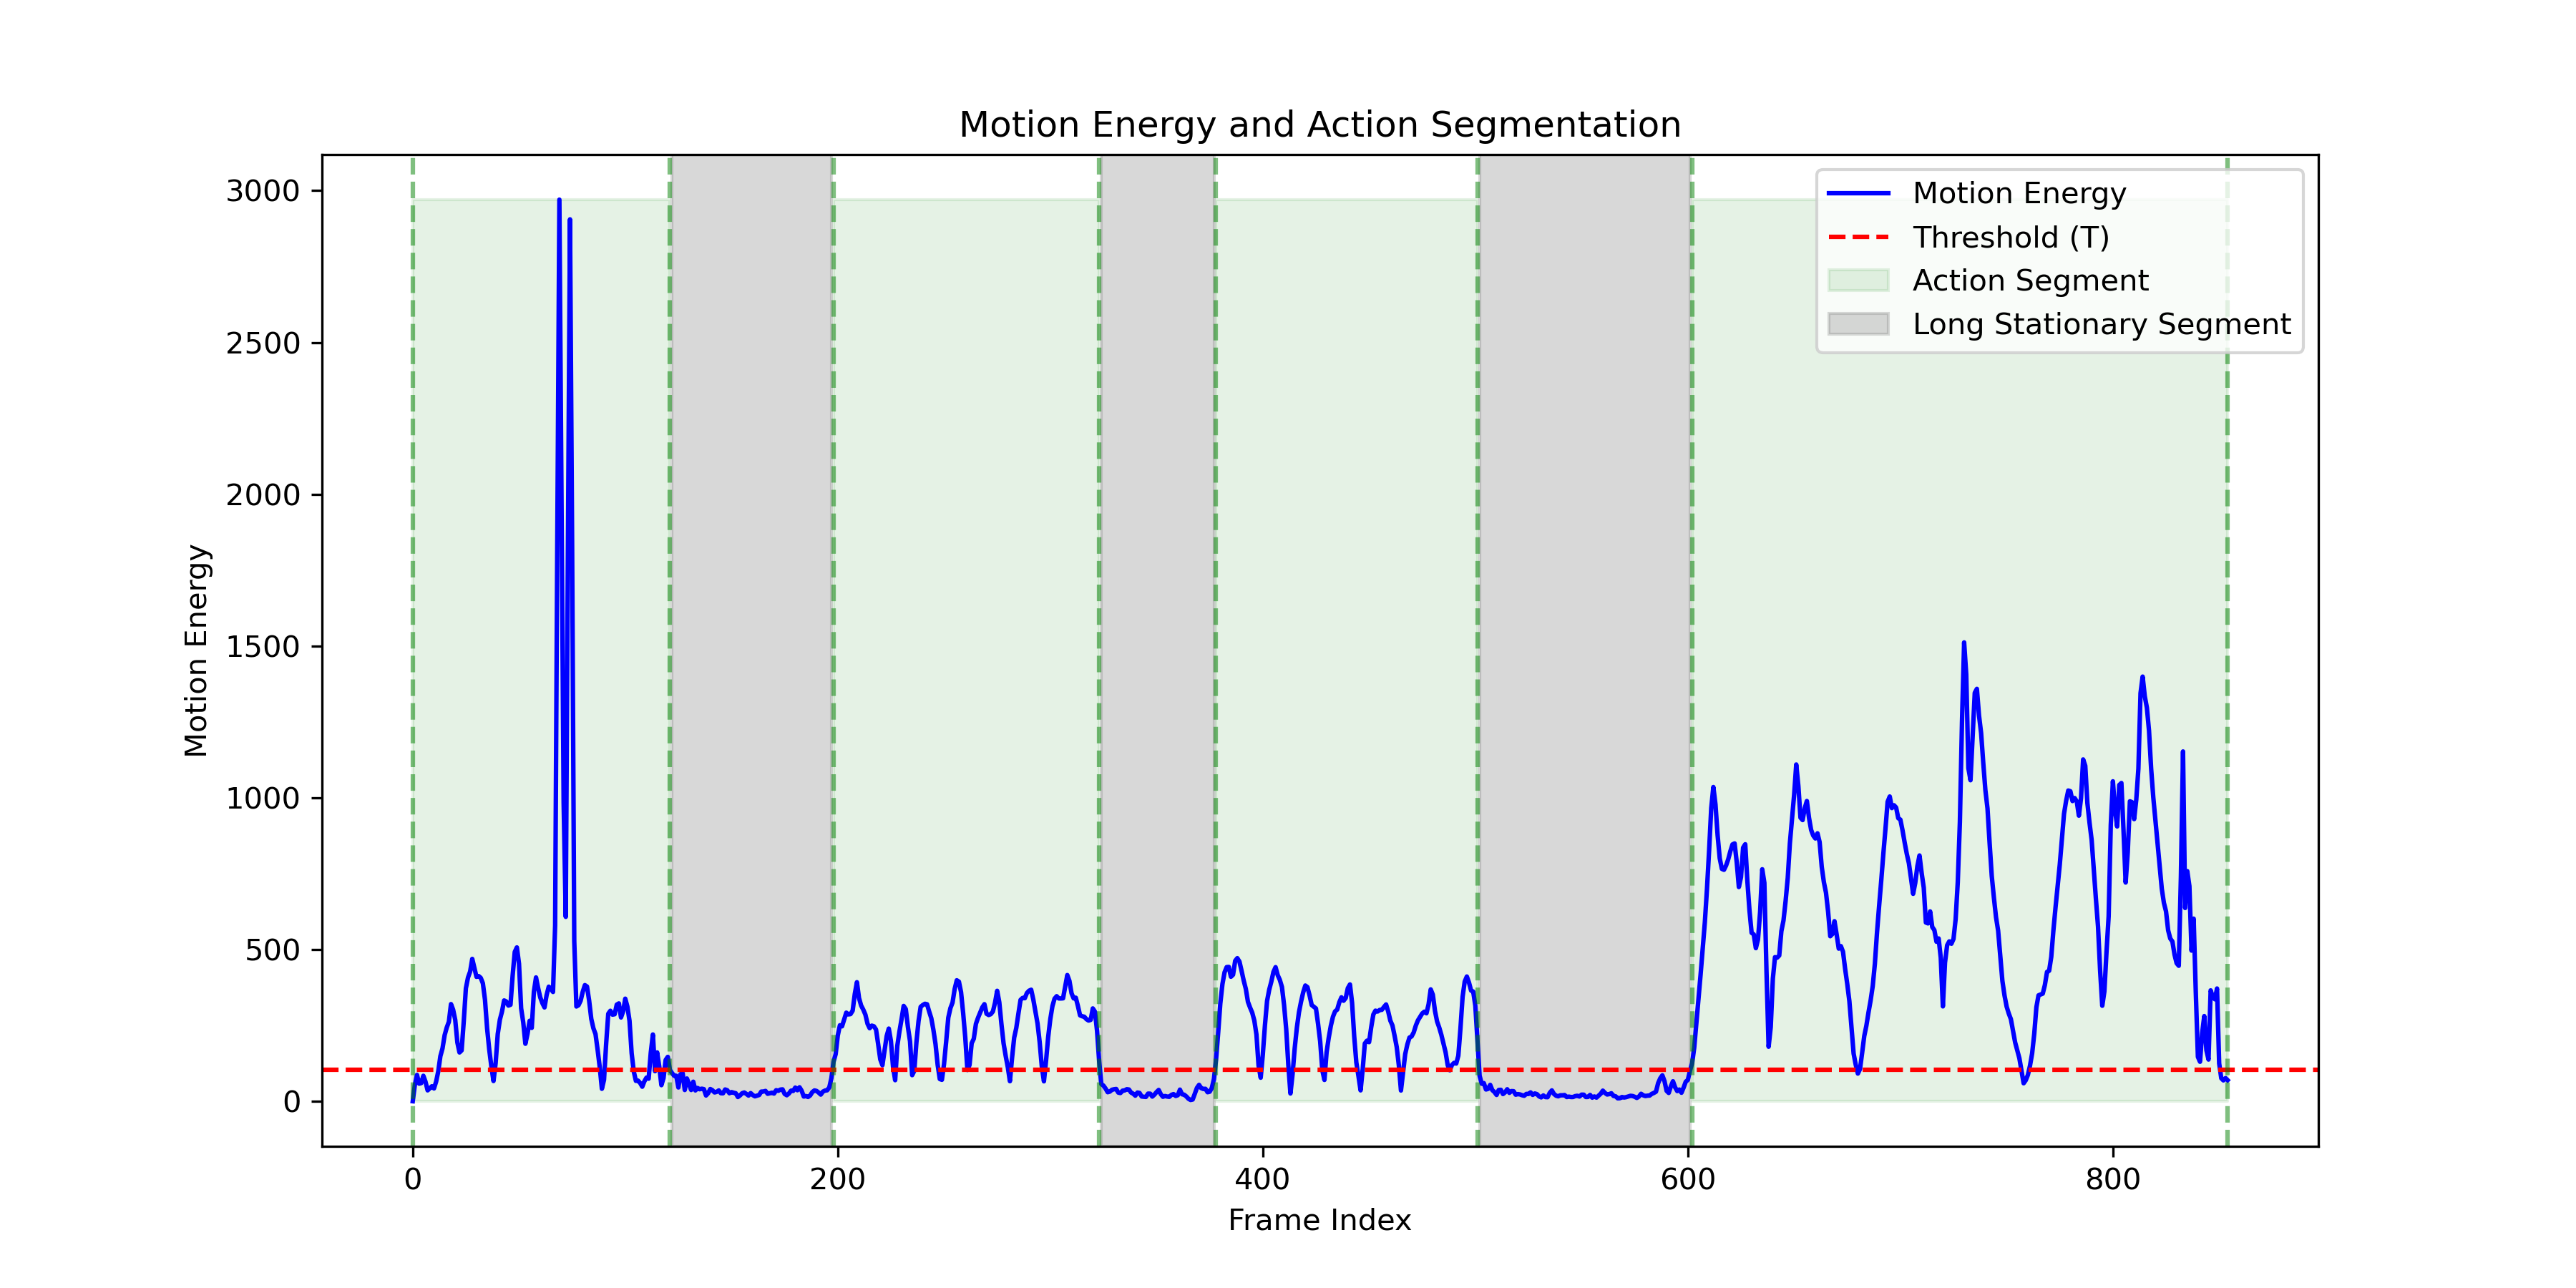 Motion Energy and Action Segmentation
Motion Energy
Threshold (T)
Action Segment
Long Stationary Segment
3000
2500
2000
1500
1000
500
0
Motion Energy
0 200 400 600 800
Frame Index